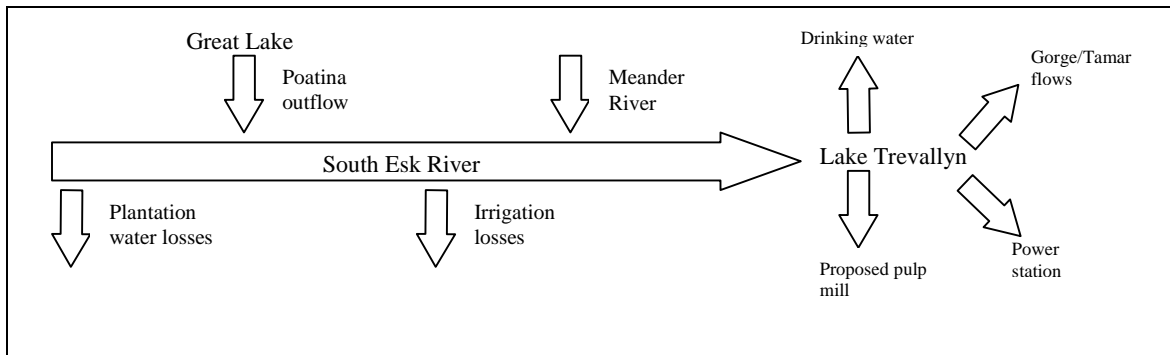 Great Lake
Poatina
outflow
Meander
River
Drinking water
Gorge/Tamar
flows
South Esk River
Lake Trevallyn
Plantation
water losses
Irrigation
losses
Proposed pulp
mill
Power
station